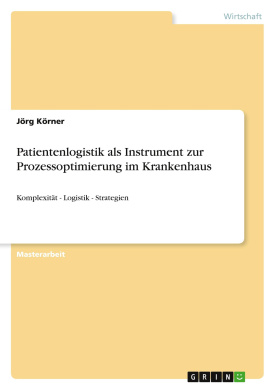 Wirtschaft
Jörg Körner
Patientenlogistik als Instrument zur
Prozessoptimierung im Krankenhaus
Komplexität - Logistik - Strategien
Masterarbeit
GRIN